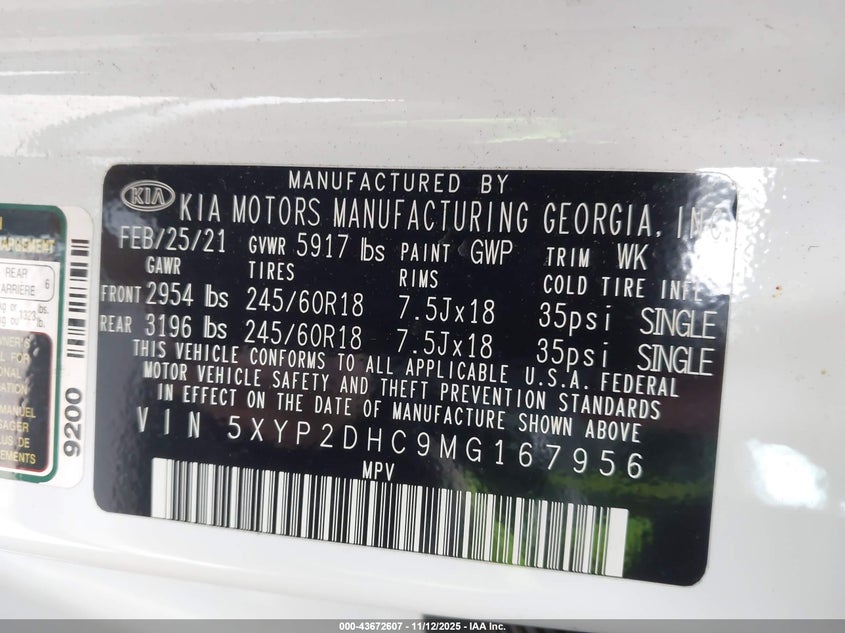 MANUFACTURED BY
KIA KIA MOTORS MANUFACTURING GEORGIA, INC
FEB/25/21 GVWR 5917 lbs PAINT GWP TRIM WK
GAWR TIRES RIMS COLD TIRE INFL
FRONT 2954 lbs 245/60R18 7.5Jx18 35psi SINGLE
REAR 3196 lbs 245/60R18 7.5Jx18 35psi SINGLE
THIS VEHICLE CONFORMS TO ALL APPLICABLE U.S.A. FEDERAL
MOTOR VEHICLE SAFETY AND THEFT PREVENTION STANDARDS
IN EFFECT ON THE DATE OF MANUFACTURE SHOWN ABOVE
VIN 5XYP2DHC9MG167956
MPV
REAR 6
1323 lb.
9200
000-43672607 - 11/12/2025 - IAA Inc.